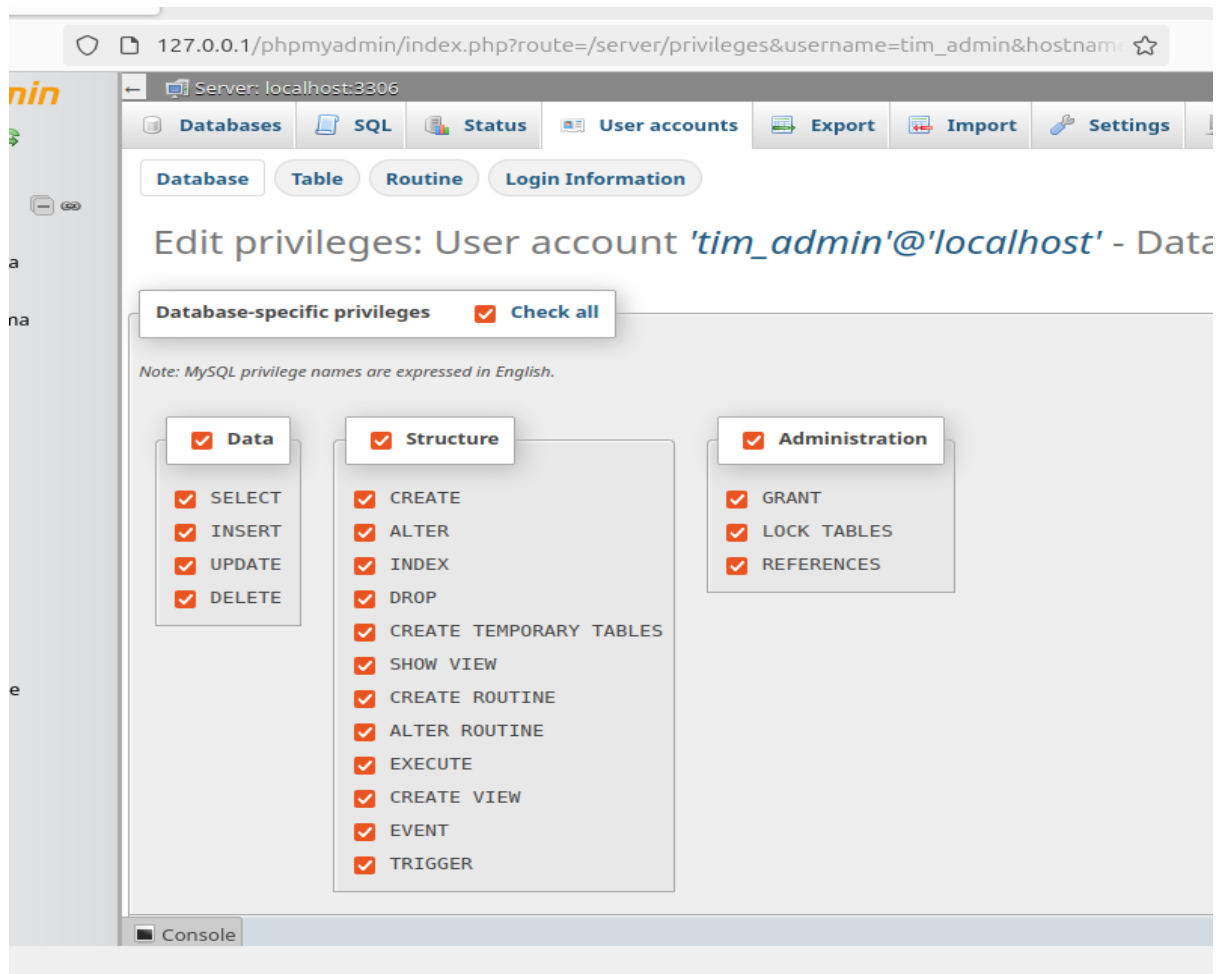 127.0.0.1/phpmyadmin/index.php?route=/server/privileges&username=tim_admin&hostnam
Server: localhost:3306
Databases SQL Status User accounts Export Import Settings
Database Table Routine Login Information
Edit privileges: User account 'tim_admin'@'localhost' - Data
Database-specific privileges Check all
Note: MySQL privilege names are expressed in English.
Data
SELECT
INSERT
UPDATE
DELETE
Structure
CREATE
ALTER
INDEX
DROP
CREATE TEMPORARY TABLES
SHOW VIEW
CREATE ROUTINE
ALTER ROUTINE
EXECUTE
CREATE VIEW
EVENT
TRIGGER
Administration
GRANT
LOCK TABLES
REFERENCES
Console